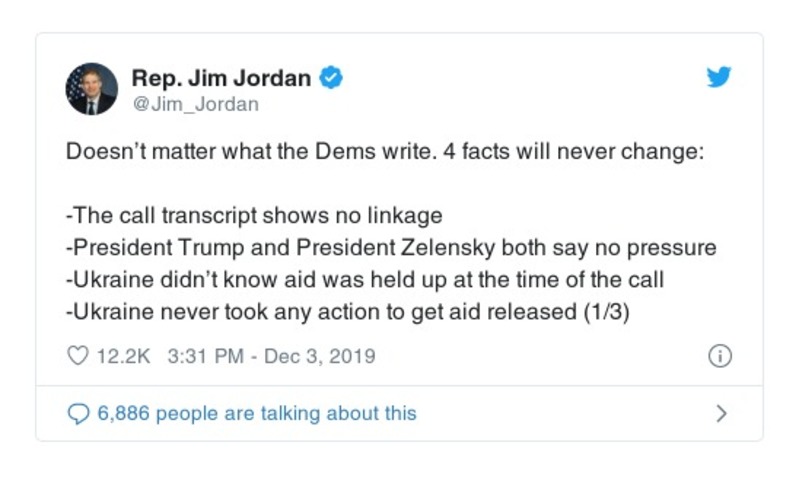 Rep. Jim Jordan
@Jim_Jordan
Doesn’t matter what the Dems write. 4 facts will never change:
-The call transcript shows no linkage
-President Trump and President Zelensky both say no pressure
-Ukraine didn’t know aid was held up at the time of the call
-Ukraine never took any action to get aid released (1/3)
12.2K 3:31 PM - Dec 3, 2019
6,886 people are talking about this